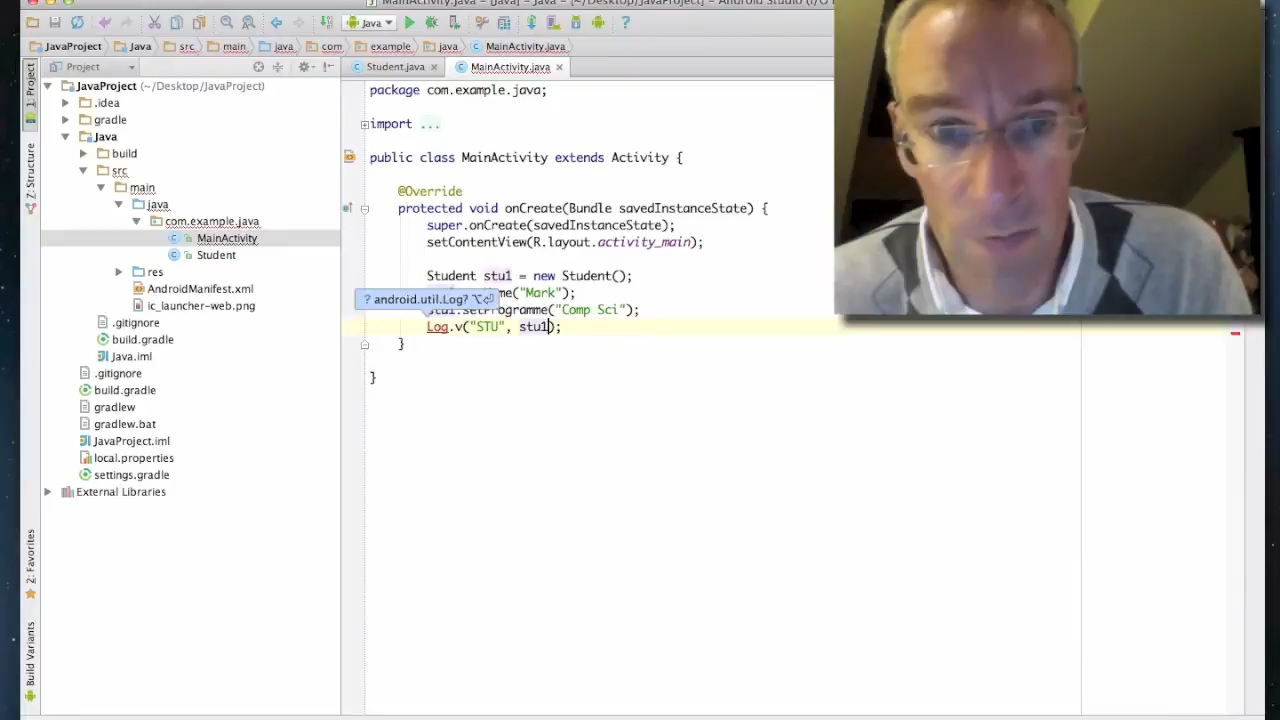 MainActivity.java - [Java] - Java - [~/Desktop/JavaProject] - Android Studio (I/O
Java
JavaProject Java src main java com example java MainActivity.java
Project
Student.java MainActivity.java
1: Project
Z: Structure
2: Favorites
Build Variants
JavaProject (~/Desktop/JavaProject)
.idea
gradle
Java
build
src
main
java
com.example.java
MainActivity
Student
res
AndroidManifest.xml
ic_launcher-web.png
.gitignore
build.gradle
Java.iml
.gitignore
build.gradle
gradlew
gradlew.bat
JavaProject.iml
local.properties
settings.gradle
External Libraries
package com.example.java;
import ...
public class MainActivity extends Activity {
@Override
protected void onCreate(Bundle savedInstanceState) {
super.onCreate(savedInstanceState);
setContentView(R.layout.activity_main);
Student stu1 = new Student();
("Mark");
? android.util.Log? ⌥⏎
stu1.setProgramme("Comp Sci");
Log.v("STU", stu1);
}
}